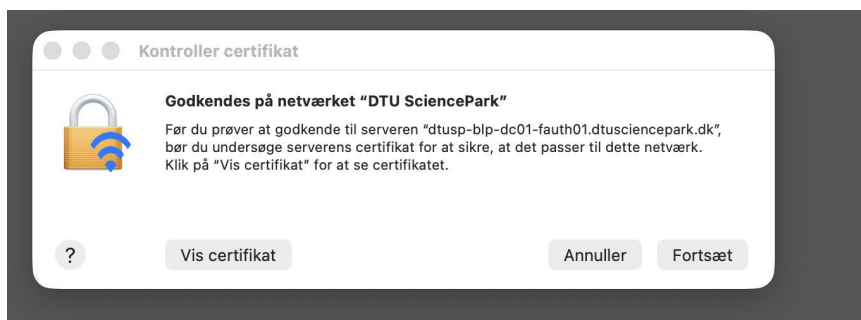 Kontroller certifikat
Godkendes på netværket “DTU SciencePark”
Før du prøver at godkende til serveren “dtusp-blp-dc01-fauth01.dtusciencepark.dk”,
bør du undersøge serverens certifikat for at sikre, at det passer til dette netværk.
Klik på “Vis certifikat” for at se certifikatet.
? Vis certifikat Annuller Fortsæt